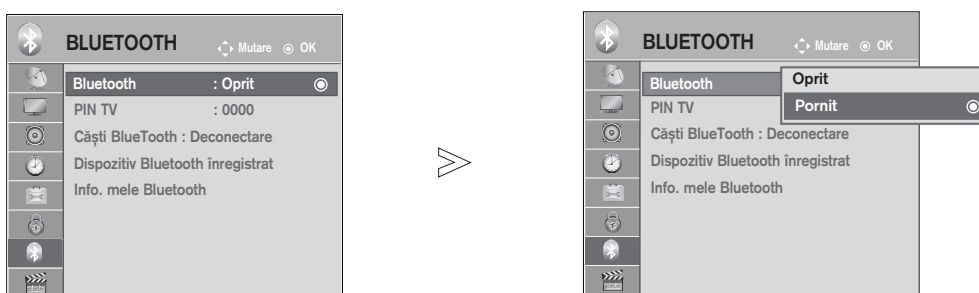 BLUETOOTH Mutare OK
Bluetooth : Oprit
PIN TV : 0000
Căști BlueTooth : Deconectare
Dispozitiv Bluetooth înregistrat
Info. mele Bluetooth
BLUETOOTH Mutare OK
Bluetooth
Oprit
PIN TV
Pornit
Căști BlueTooth : Deconectare
Dispozitiv Bluetooth înregistrat
Info. mele Bluetooth